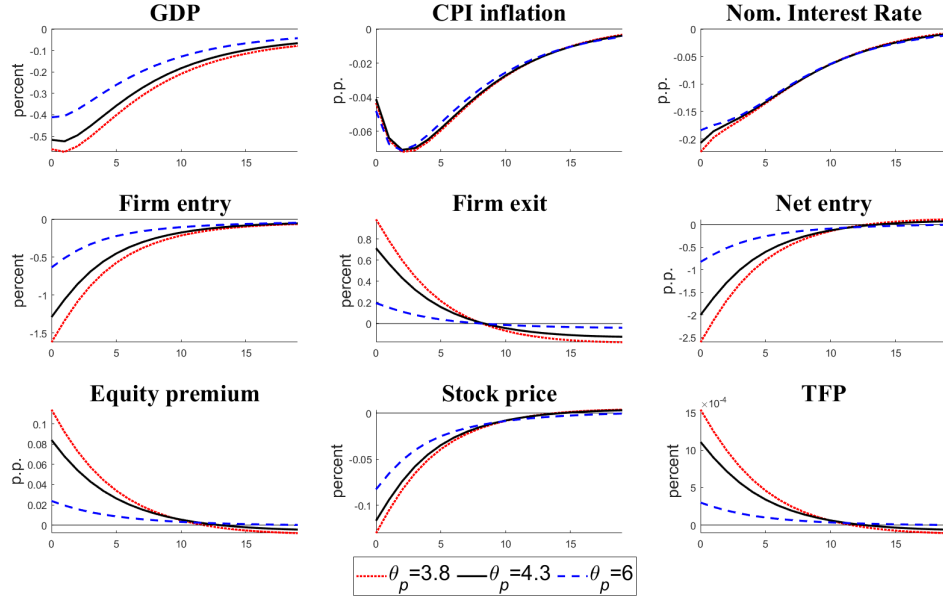 GDP
CPI inflation
Nom. Interest Rate
percent
0
-0.1
-0.2
-0.3
-0.4
-0.5
0 5 10 15
p.p.
0
-0.02
-0.04
-0.06
0 5 10 15
p.p.
0
-0.05
-0.1
-0.15
-0.2
0 5 10 15
Firm entry
Firm exit
Net entry
percent
0
-0.5
-1
-1.5
0 5 10 15
percent
0.8
0.6
0.4
0.2
0
0 5 10 15
p.p.
0
-0.5
-1
-1.5
-2
-2.5
0 5 10 15
Equity premium
Stock price
TFP
p.p.
0.1
0.08
0.06
0.04
0.02
0
0 5 10 15
percent
0
-0.05
-0.1
0 5 10 15
percent
×10⁻⁴
15
10
5
0
0 5 10 15
θp=3.8 θp=4.3 θp=6